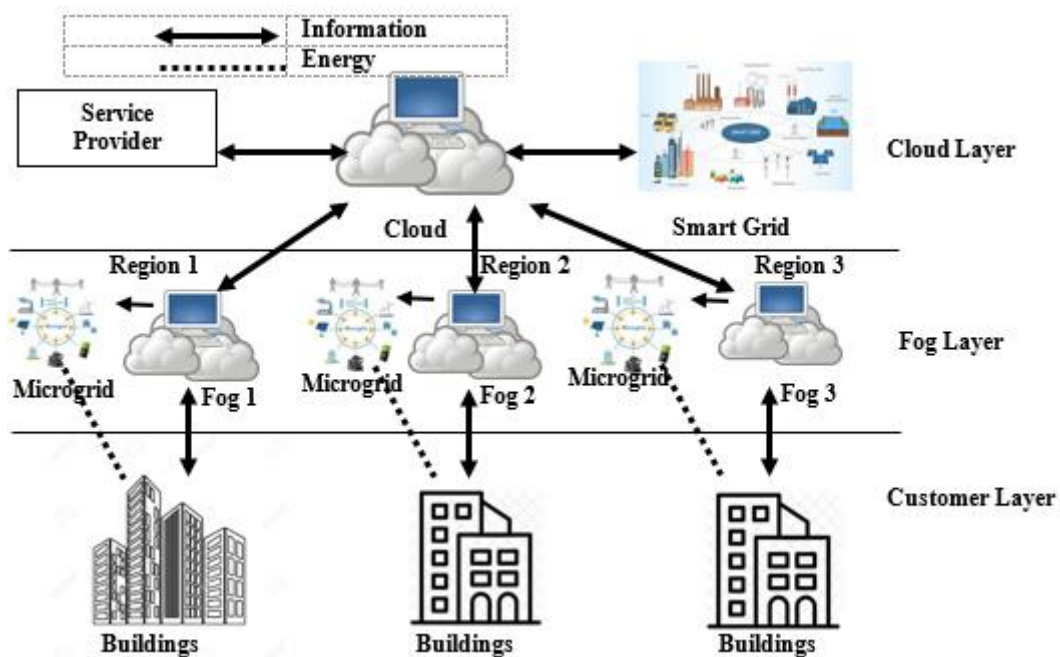 Information
Energy
Service
Provider
Cloud Layer
Cloud
Smart Grid
Region 1
Region 2
Region 3
Fog Layer
Microgrid
Microgrid
Microgrid
Fog 1
Fog 2
Fog 3
Customer Layer
Buildings
Buildings
Buildings